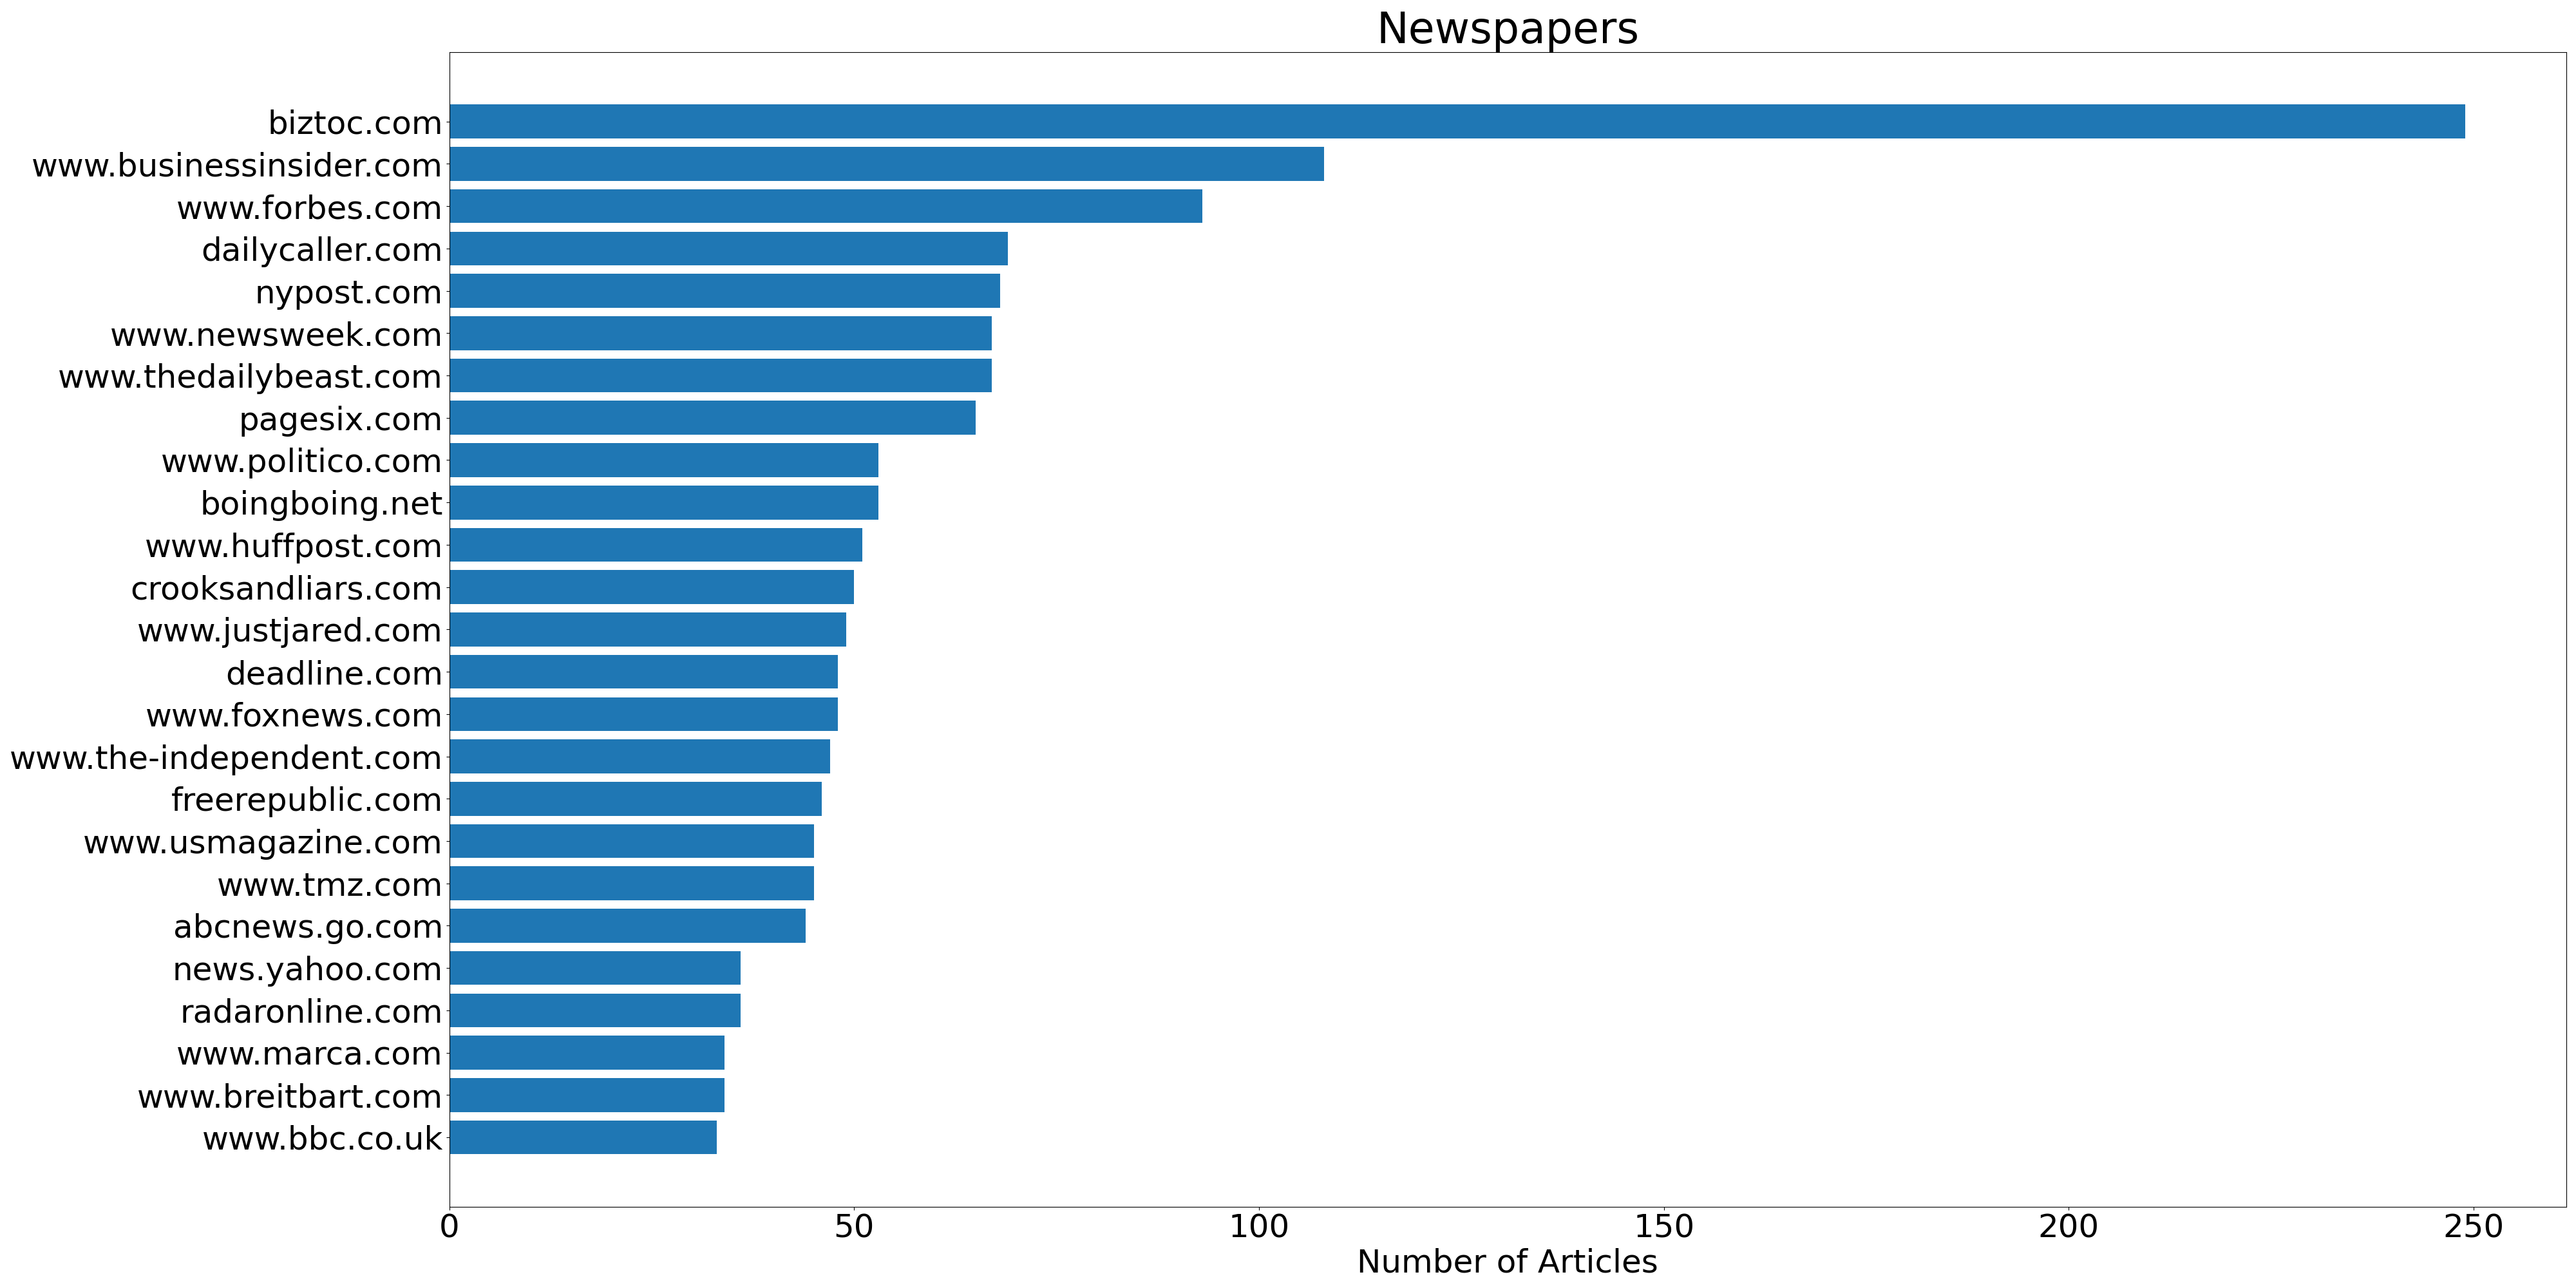 Newspapers
biztoc.com
www.businessinsider.com
www.forbes.com
dailycaller.com
nypost.com
www.newsweek.com
www.thedailybeast.com
pagesix.com
www.politico.com
boingboing.net
www.huffpost.com
crooksandliars.com
www.justjared.com
deadline.com
www.foxnews.com
www.the-independent.com
freerepublic.com
www.usmagazine.com
www.tmz.com
abcnews.go.com
news.yahoo.com
radaronline.com
www.marca.com
www.breitbart.com
www.bbc.co.uk
0 50 100 150 200 250
Number of Articles